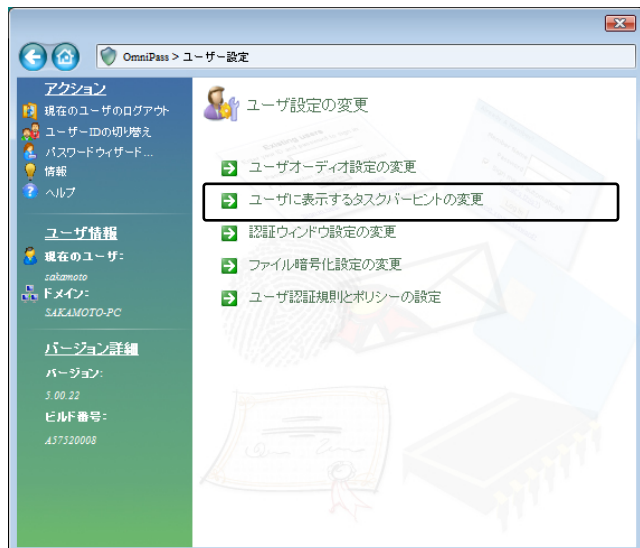 OmniPass > ユーザー設定
アクション
現在のユーザのログアウト
ユーザーIDの切り替え
パスワードウィザード...
情報
ヘルプ
ユーザ情報
現在のユーザ:
sakamoto
ドメイン:
SAKAMOTO-PC
バージョン詳細
バージョン:
5.00.22
ビルド番号:
A57520008
ユーザ設定の変更
ユーザオーディオ設定の変更
ユーザに表示するタスクバーヒントの変更
認証ウィンドウ設定の変更
ファイル暗号化設定の変更
ユーザ認証規則とポリシーの設定